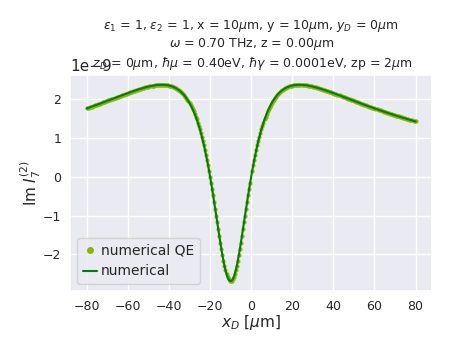 ε₁ = 1, ε₂ = 1, x = 10μm, y = 10μm, y_D = 0μm
ω = 0.70 THz, z = 0.00μm
z_D = 0μm, ℏμ = 0.40eV, ℏγ = 0.0001eV, zp = 2μm
1e−9
2
1
0
−1
−2
Im I₇⁽²⁾
numerical QE
numerical
−80 −60 −40 −20 0 20 40 60 80
x_D [μm]